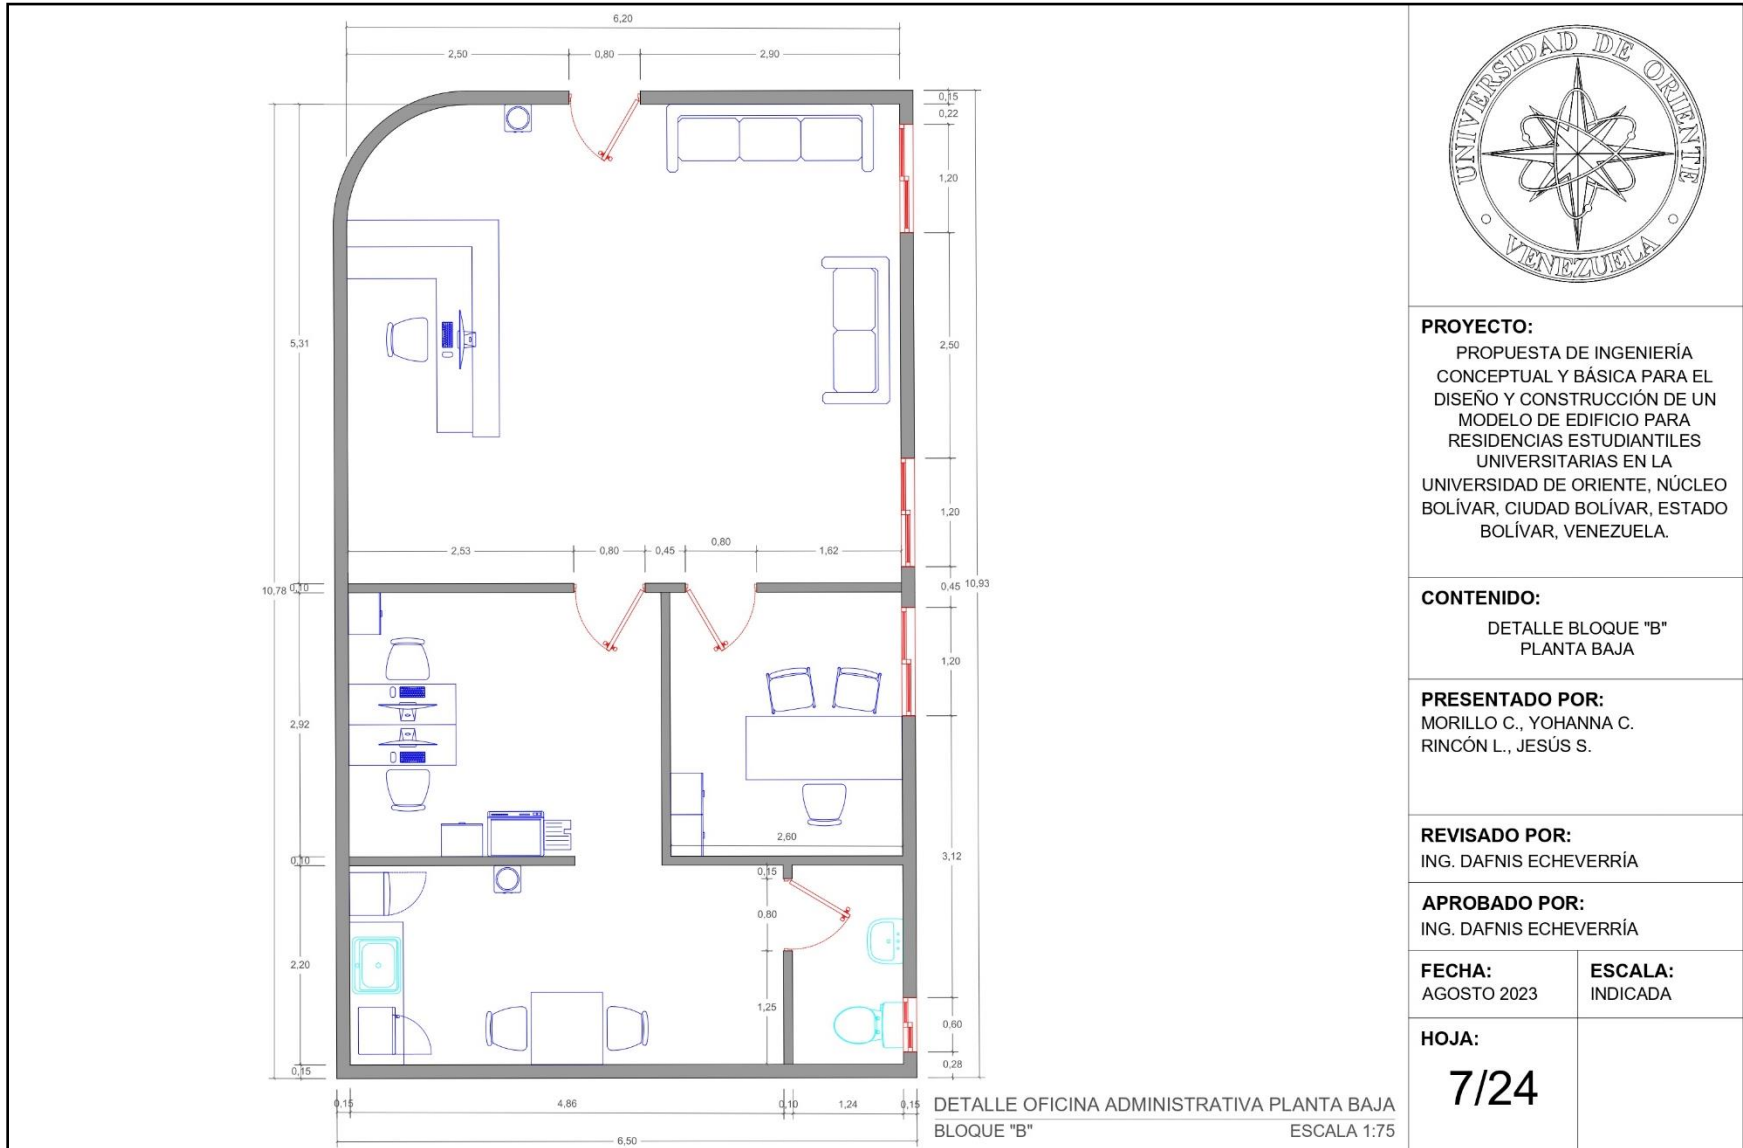 6,20
2,50
0,80
2,90
0,15
0,22
1,20
5,31
2,50
1,20
2,53
0,80
0,45
0,80
1,62
10,78
0,10
0,45
10,93
1,20
2,92
2,60
3,12
0,10
0,15
0,80
2,20
1,25
0,60
0,28
0,15
0,15
4,86
0,10
1,24
0,15
6,50
DETALLE OFICINA ADMINISTRATIVA PLANTA BAJA
BLOQUE "B" ESCALA 1:75
UNIVERSIDAD DE ORIENTE
VENEZUELA
PROYECTO:
PROPUESTA DE INGENIERÍA
CONCEPTUAL Y BÁSICA PARA EL
DISEÑO Y CONSTRUCCIÓN DE UN
MODELO DE EDIFICIO PARA
RESIDENCIAS ESTUDIANTILES
UNIVERSITARIAS EN LA
UNIVERSIDAD DE ORIENTE, NÚCLEO
BOLÍVAR, CIUDAD BOLÍVAR, ESTADO
BOLÍVAR, VENEZUELA.
CONTENIDO:
DETALLE BLOQUE "B"
PLANTA BAJA
PRESENTADO POR:
MORILLO C., YOHANNA C.
RINCÓN L., JESÚS S.
REVISADO POR:
ING. DAFNIS ECHEVERRÍA
APROBADO POR:
ING. DAFNIS ECHEVERRÍA
FECHA:
AGOSTO 2023
ESCALA:
INDICADA
HOJA:
7/24